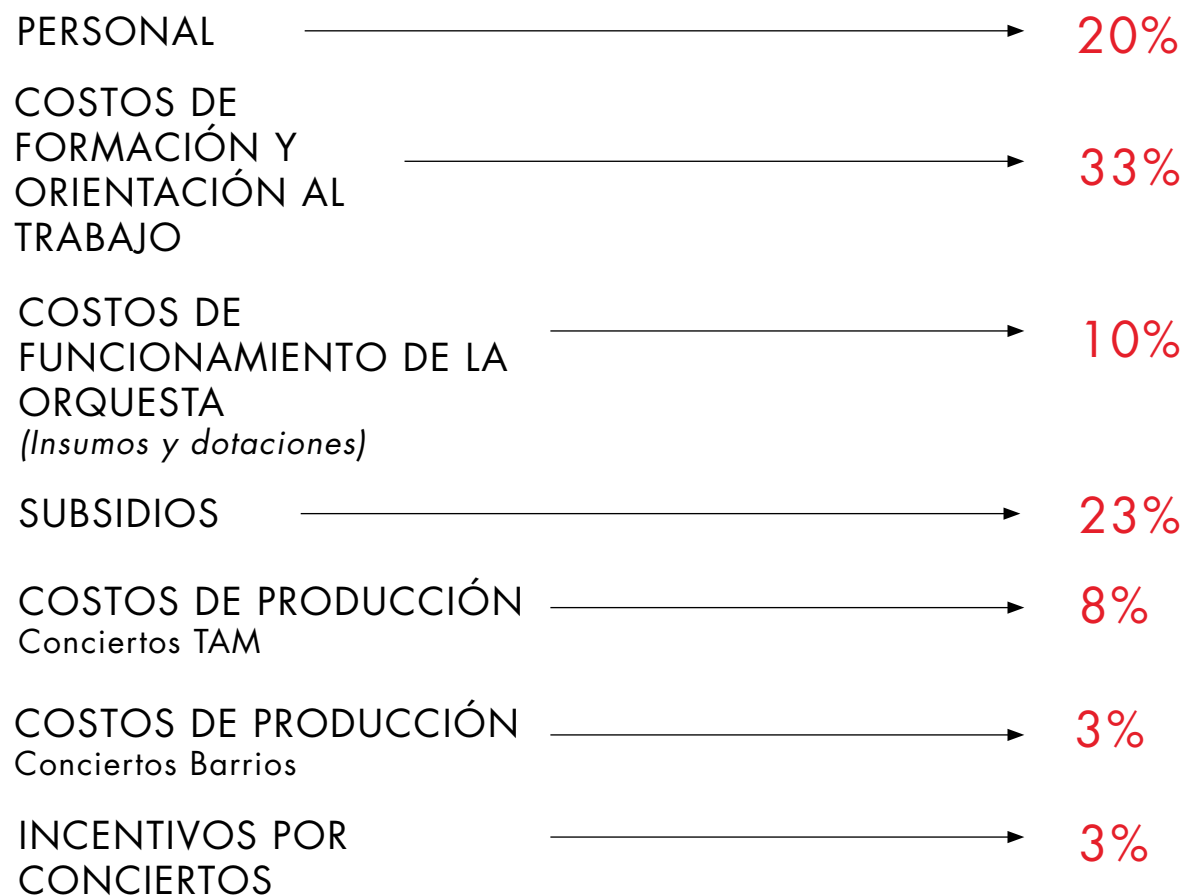 PERSONAL 20%
COSTOS DE
FORMACIÓN Y
ORIENTACIÓN AL
TRABAJO
33%
COSTOS DE
FUNCIONAMIENTO DE LA
ORQUESTA
(Insumos y dotaciones)
10%
SUBSIDIOS 23%
COSTOS DE PRODUCCIÓN 8%
Conciertos TAM
COSTOS DE PRODUCCIÓN 3%
Conciertos Barrios
INCENTIVOS POR
CONCIERTOS
3%